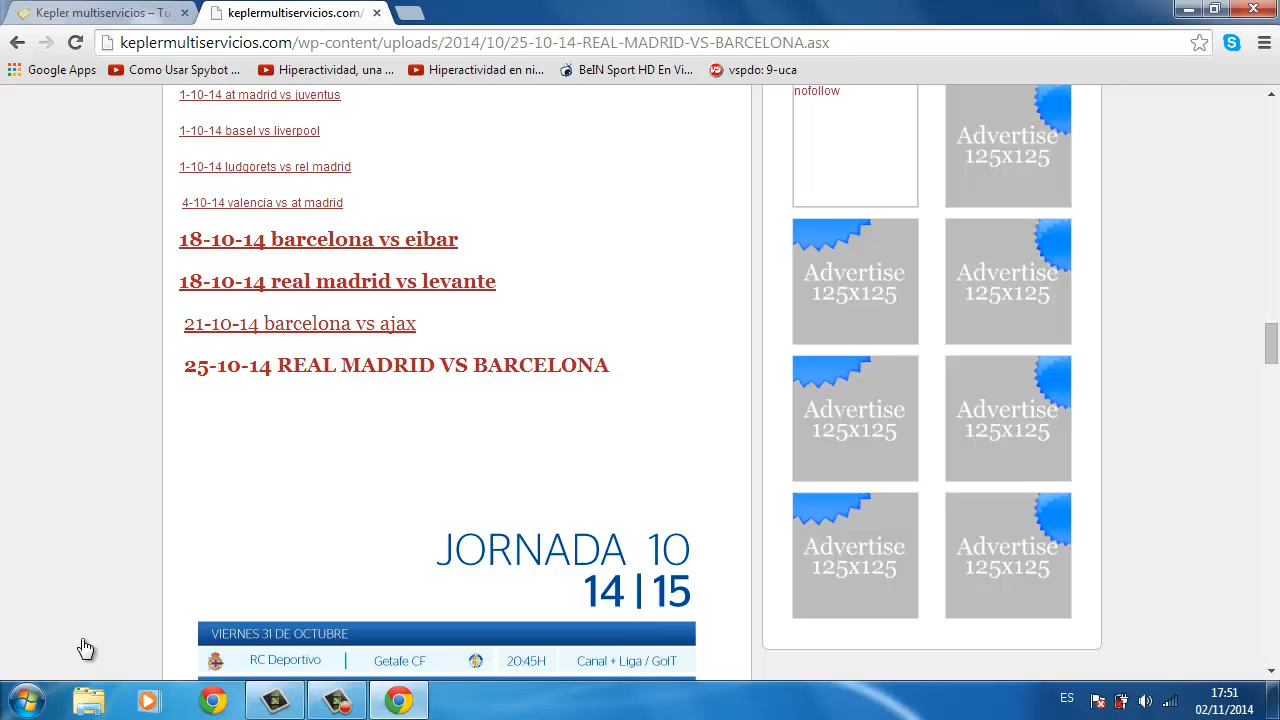 Kepler multiservicios – Tu
keplermultiservicios.com/
keplermultiservicios.com/wp-content/uploads/2014/10/25-10-14-REAL-MADRID-VS-BARCELONA.asx
Google Apps
Como Usar Spybot ...
Hiperactividad, una ...
Hiperactividad en ni...
BeIN Sport HD En Vi...
vspdo: 9-uca
1-10-14 at madrid vs juventus
1-10-14 basel vs liverpool
1-10-14 ludgorets vs rel madrid
4-10-14 valencia vs at madrid
18-10-14 barcelona vs eibar
18-10-14 real madrid vs levante
21-10-14 barcelona vs ajax
25-10-14 REAL MADRID VS BARCELONA
JORNADA 10
14 | 15
VIERNES 31 DE OCTUBRE
RC Deportivo
Getafe CF
20:45H
Canal + Liga / GolT
nofollow
Advertise
125x125
Advertise
125x125
Advertise
125x125
Advertise
125x125
Advertise
125x125
Advertise
125x125
Advertise
125x125
ES
17:51
02/11/2014